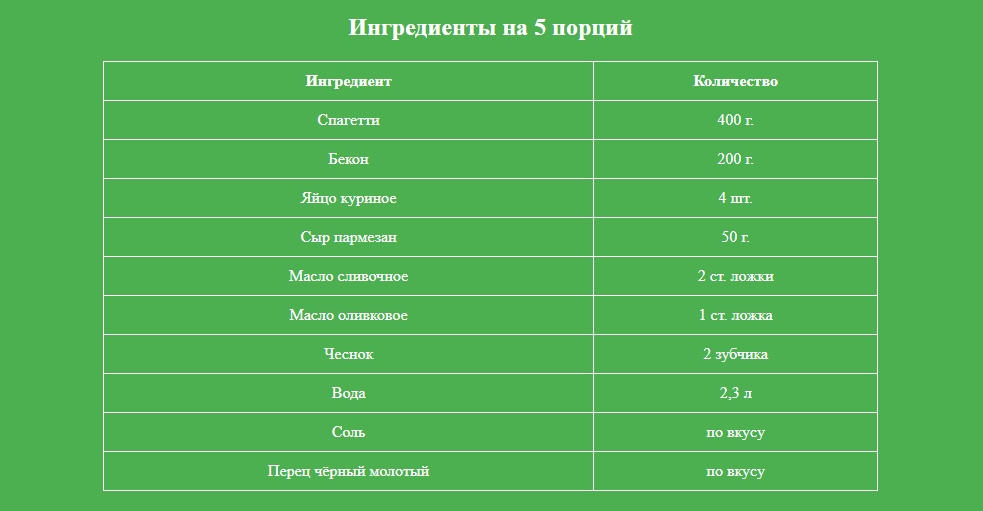 Ингредиенты на 5 порций
Ингредиент Количество
Спагетти 400 г.
Бекон 200 г.
Яйцо куриное 4 шт.
Сыр пармезан 50 г.
Масло сливочное 2 ст. ложки
Масло оливковое 1 ст. ложка
Чеснок 2 зубчика
Вода 2,3 л
Соль по вкусу
Перец чёрный молотый по вкусу